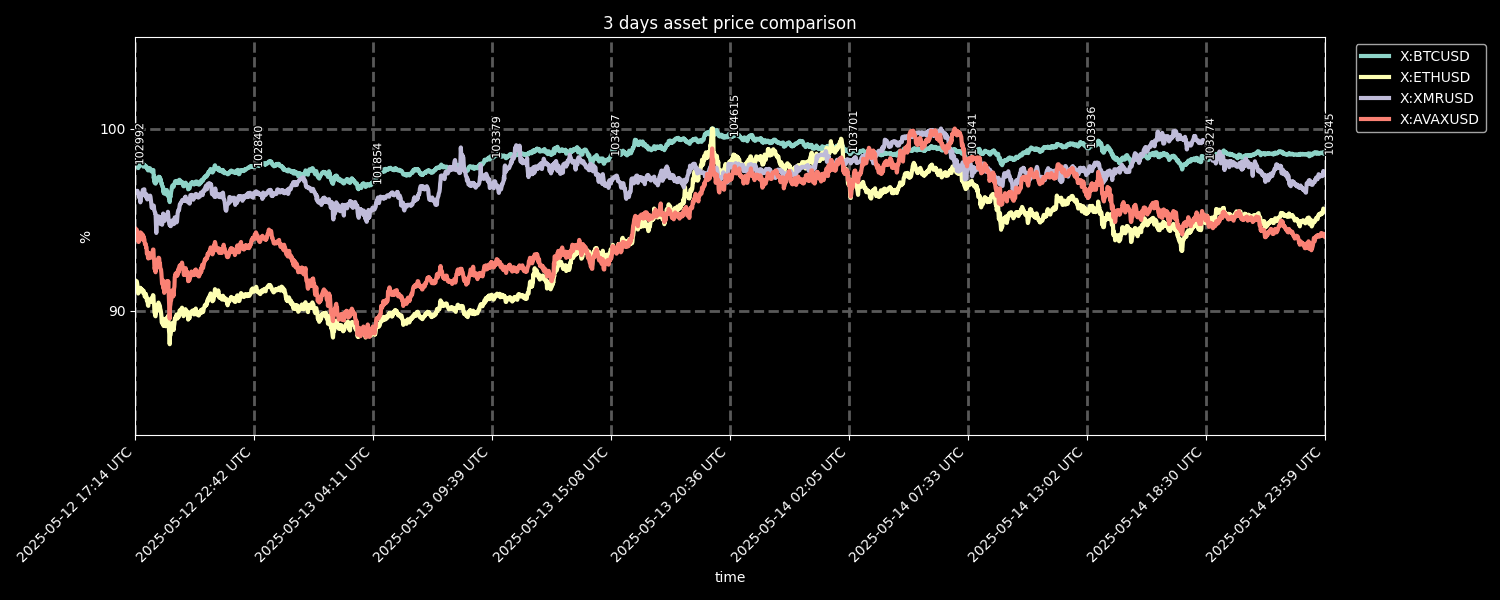 3 days asset price comparison
X:BTCUSD
X:ETHUSD
X:XMRUSD
X:AVAXUSD
100
90
%
102992
102840
101854
103379
103487
104615
103701
103541
103936
103274
103545
2025-05-12 17:14 UTC
2025-05-12 22:42 UTC
2025-05-13 04:11 UTC
2025-05-13 09:39 UTC
2025-05-13 15:08 UTC
2025-05-13 20:36 UTC
2025-05-14 02:05 UTC
2025-05-14 07:33 UTC
2025-05-14 13:02 UTC
2025-05-14 18:30 UTC
2025-05-14 23:59 UTC
time